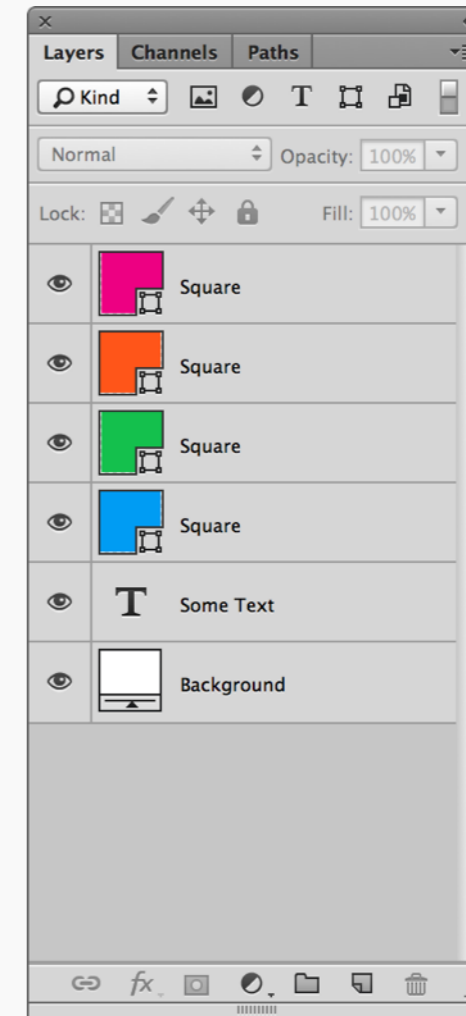 Layers Channels Paths
Kind T
Normal Opacity: 100%
Lock: Fill: 100%
Square
Square
Square
Square
T Some Text
Background
fx